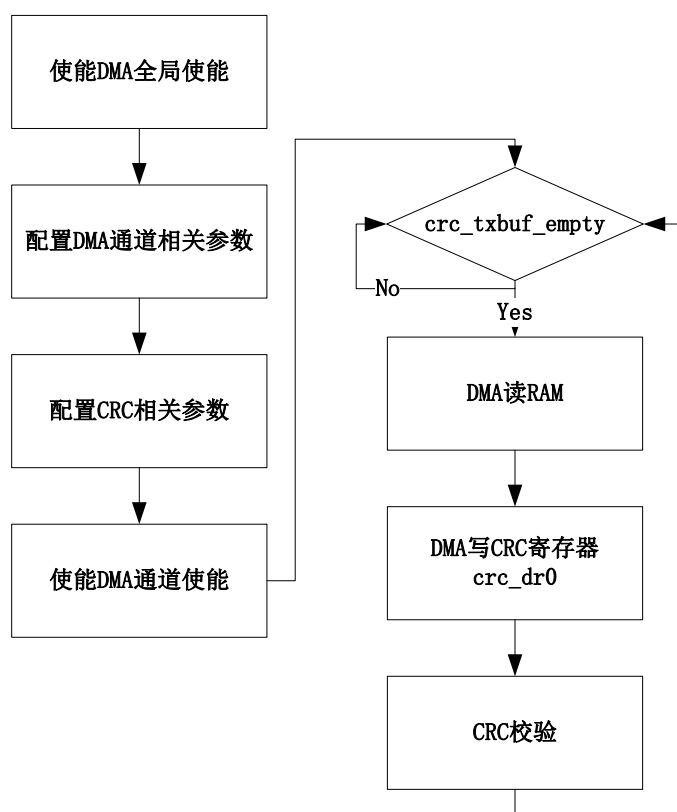 使能DMA全局使能
配置DMA通道相关参数
配置CRC相关参数
使能DMA通道使能
crc_txbuf_empty
No
Yes
DMA读RAM
DMA写CRC寄存器
crc_dr0
CRC校验